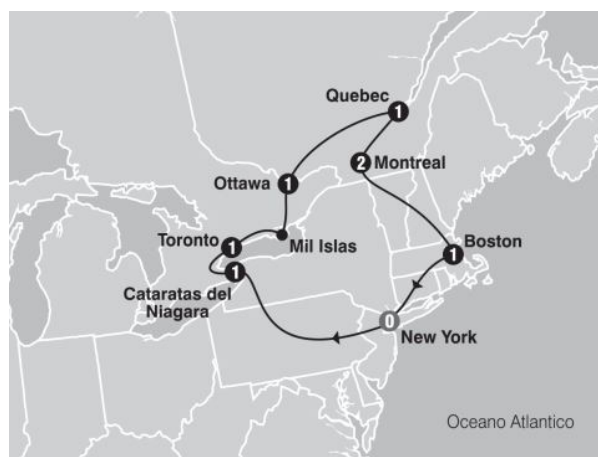 Quebec
1
2
Montreal
Ottawa
1
Toronto
1
Mil Islas
Boston
1
1
Cataratas del
Niagara
0
New York
Oceano Atlantico